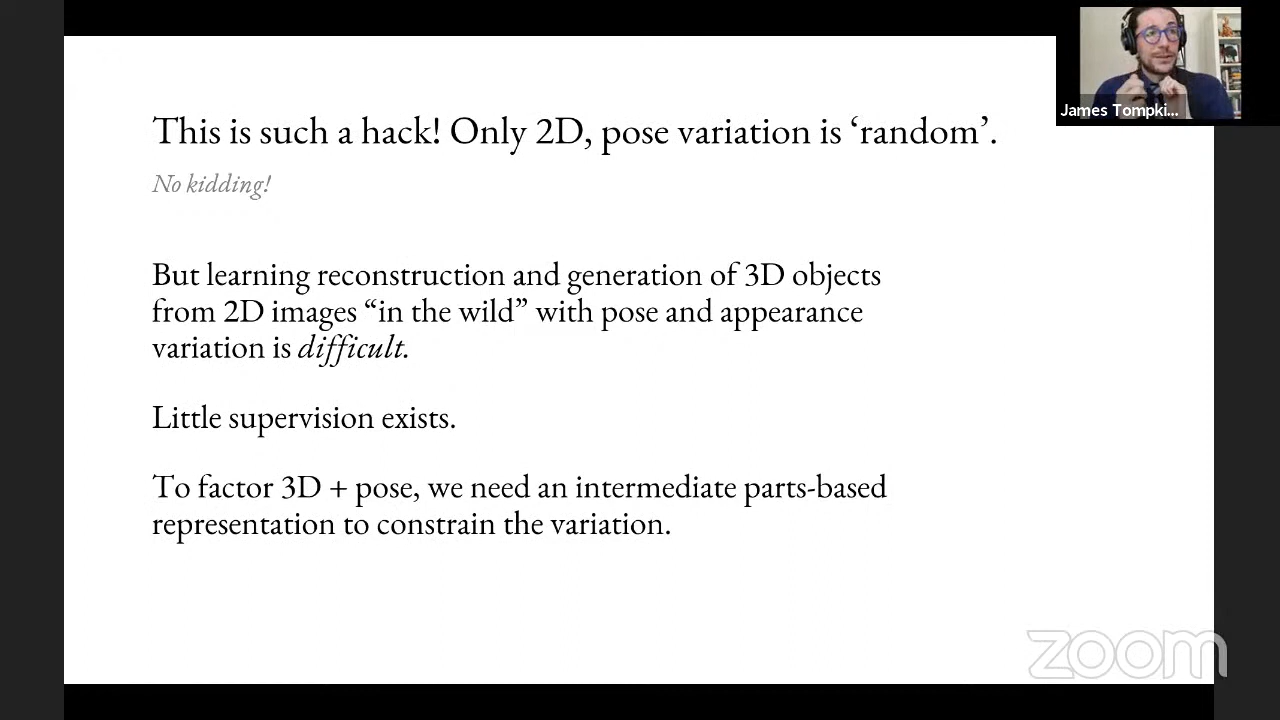 This is such a hack! Only 2D, pose variation is ‘random’.
No kidding!
But learning reconstruction and generation of 3D objects
from 2D images “in the wild” with pose and appearance
variation is difficult.
Little supervision exists.
To factor 3D + pose, we need an intermediate parts-based
representation to constrain the variation.
James Tompki...
zoom